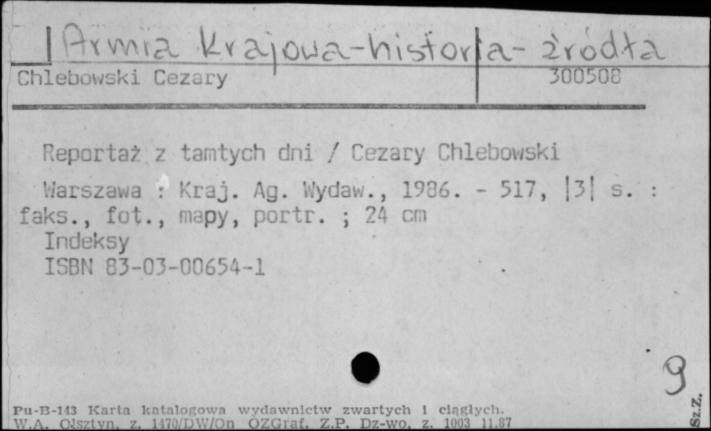 Armia Krajowa-historia-źródła
Chlebowski Cezary 300508
Reportaż z tamtych dni / Cezary Chlebowski
Warszawa : Kraj. Ag. Wydaw., 1986. - 517, |3| s. :
faks., fot., mapy, portr. ; 24 cm
Indeksy
ISBN 83-03-00654-1
9
Pu-B-143 Karta katalogowa wydawnictw zwartych i ciągłych.
W.A. Olsztyn, z. 1470/DW/On OZGraf. Z.P. Dz-wo, z. 1003 11.87
Sz.Z.